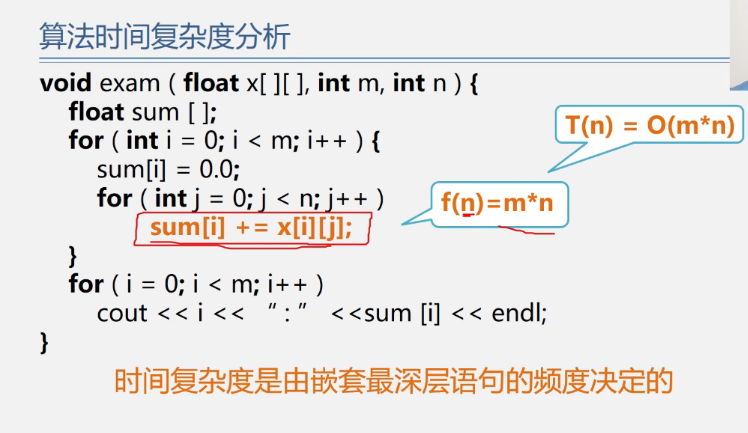 算法时间复杂度分析
void exam ( float x[ ][ ], int m, int n ) {
float sum [ ];
for ( int i = 0; i < m; i++ ) {
sum[i] = 0.0;
for ( int j = 0; j < n; j++ )
sum[i] += x[i][j];
}
for ( i = 0; i < m; i++ )
cout << i << “ : ” <<sum [i] << endl;
}
T(n) = O(m*n)
f(n)=m*n
时间复杂度是由嵌套最深层语句的频度决定的